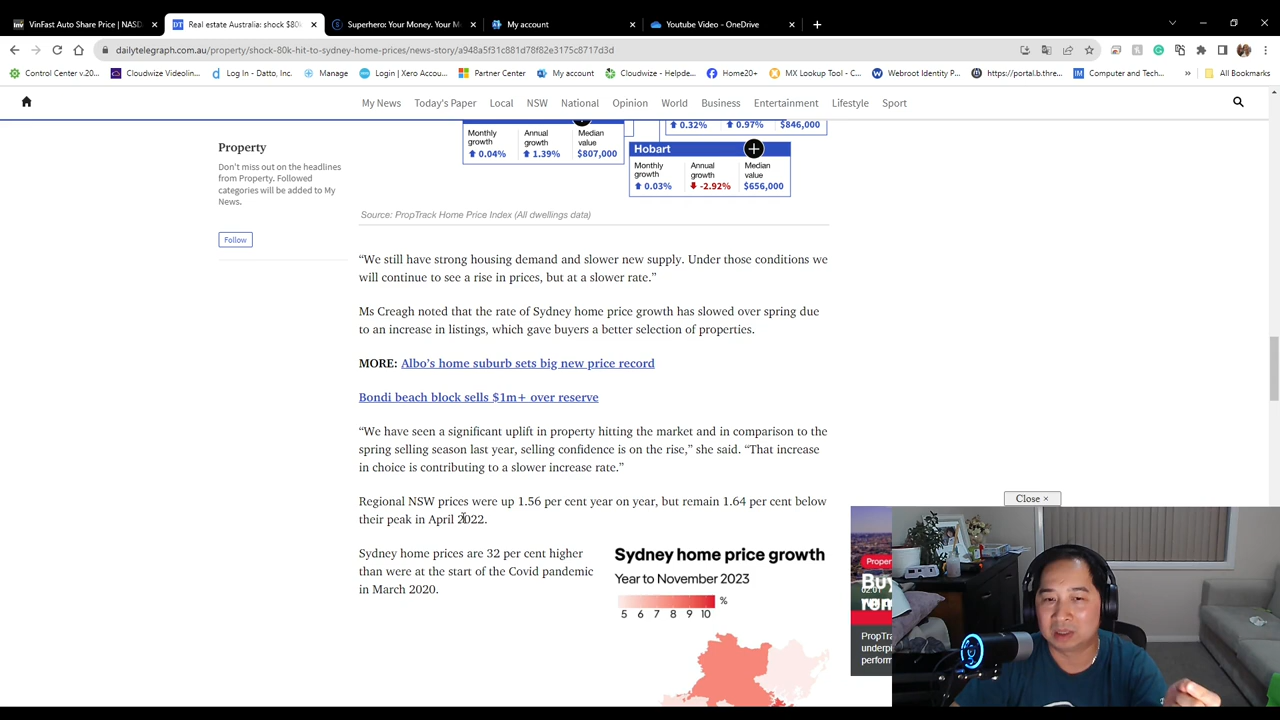 VinFast Auto Share Price | NASD
Real estate Australia: shock $80k
Superhero: Your Money. Your M
My account
Youtube Video - OneDrive
dailytelegraph.com.au/property/shock-80k-hit-to-sydney-home-prices/news-story/a948a5f31c881d78f82e3175c8717d3d
Control Center v.20...
Cloudwize Videolin...
Log In - Datto, Inc.
Manage
Login | Xero Accou...
Partner Center
My account
Cloudwize - Helpde...
Home20+
MX Lookup Tool - C...
Webroot Identity P...
https://portal.b.thre...
Computer and Tech...
All Bookmarks
My News
Today's Paper
Local
NSW
National
Opinion
World
Business
Entertainment
Lifestyle
Sport
Property
Don't miss out on the headlines
from Property. Followed
categories will be added to My
News.
Follow
Monthly growth
Annual growth
Median value
0.04%
1.39%
$807,000
0.32%
0.97%
$846,000
Hobart
Monthly growth
Annual growth
Median value
0.03%
-2.92%
$656,000
Source: PropTrack Home Price Index (All dwellings data)
“We still have strong housing demand and slower new supply. Under those conditions we
will continue to see a rise in prices, but at a slower rate.”
Ms Creagh noted that the rate of Sydney home price growth has slowed over spring due
to an increase in listings, which gave buyers a better selection of properties.
MORE: Albo’s home suburb sets big new price record
Bondi beach block sells $1m+ over reserve
“We have seen a significant uplift in property hitting the market and in comparison to the
spring selling season last year, selling confidence is on the rise,” she said. “That increase
in choice is contributing to a slower increase rate.”
Regional NSW prices were up 1.56 per cent year on year, but remain 1.64 per cent below
their peak in April 2022.
Sydney home prices are 32 per cent higher
than were at the start of the Covid pandemic
in March 2020.
Sydney home price growth
Year to November 2023
%
5 6 7 8 9 10
Close ×
02:01
PropTra
underpi
perform